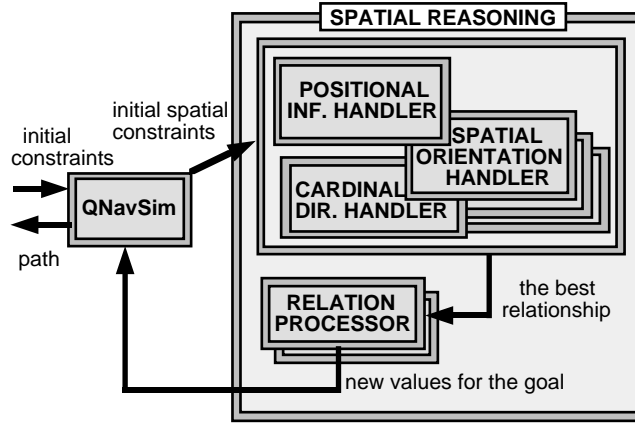 SPATIAL REASONING
POSITIONAL
INF. HANDLER
initial spatial
constraints
SPATIAL
ORIENTATION
HANDLER
initial
constraints
CARDINAL
DIR. HANDLER
QNavSim
path
the best
relationship
RELATION
PROCESSOR
new values for the goal